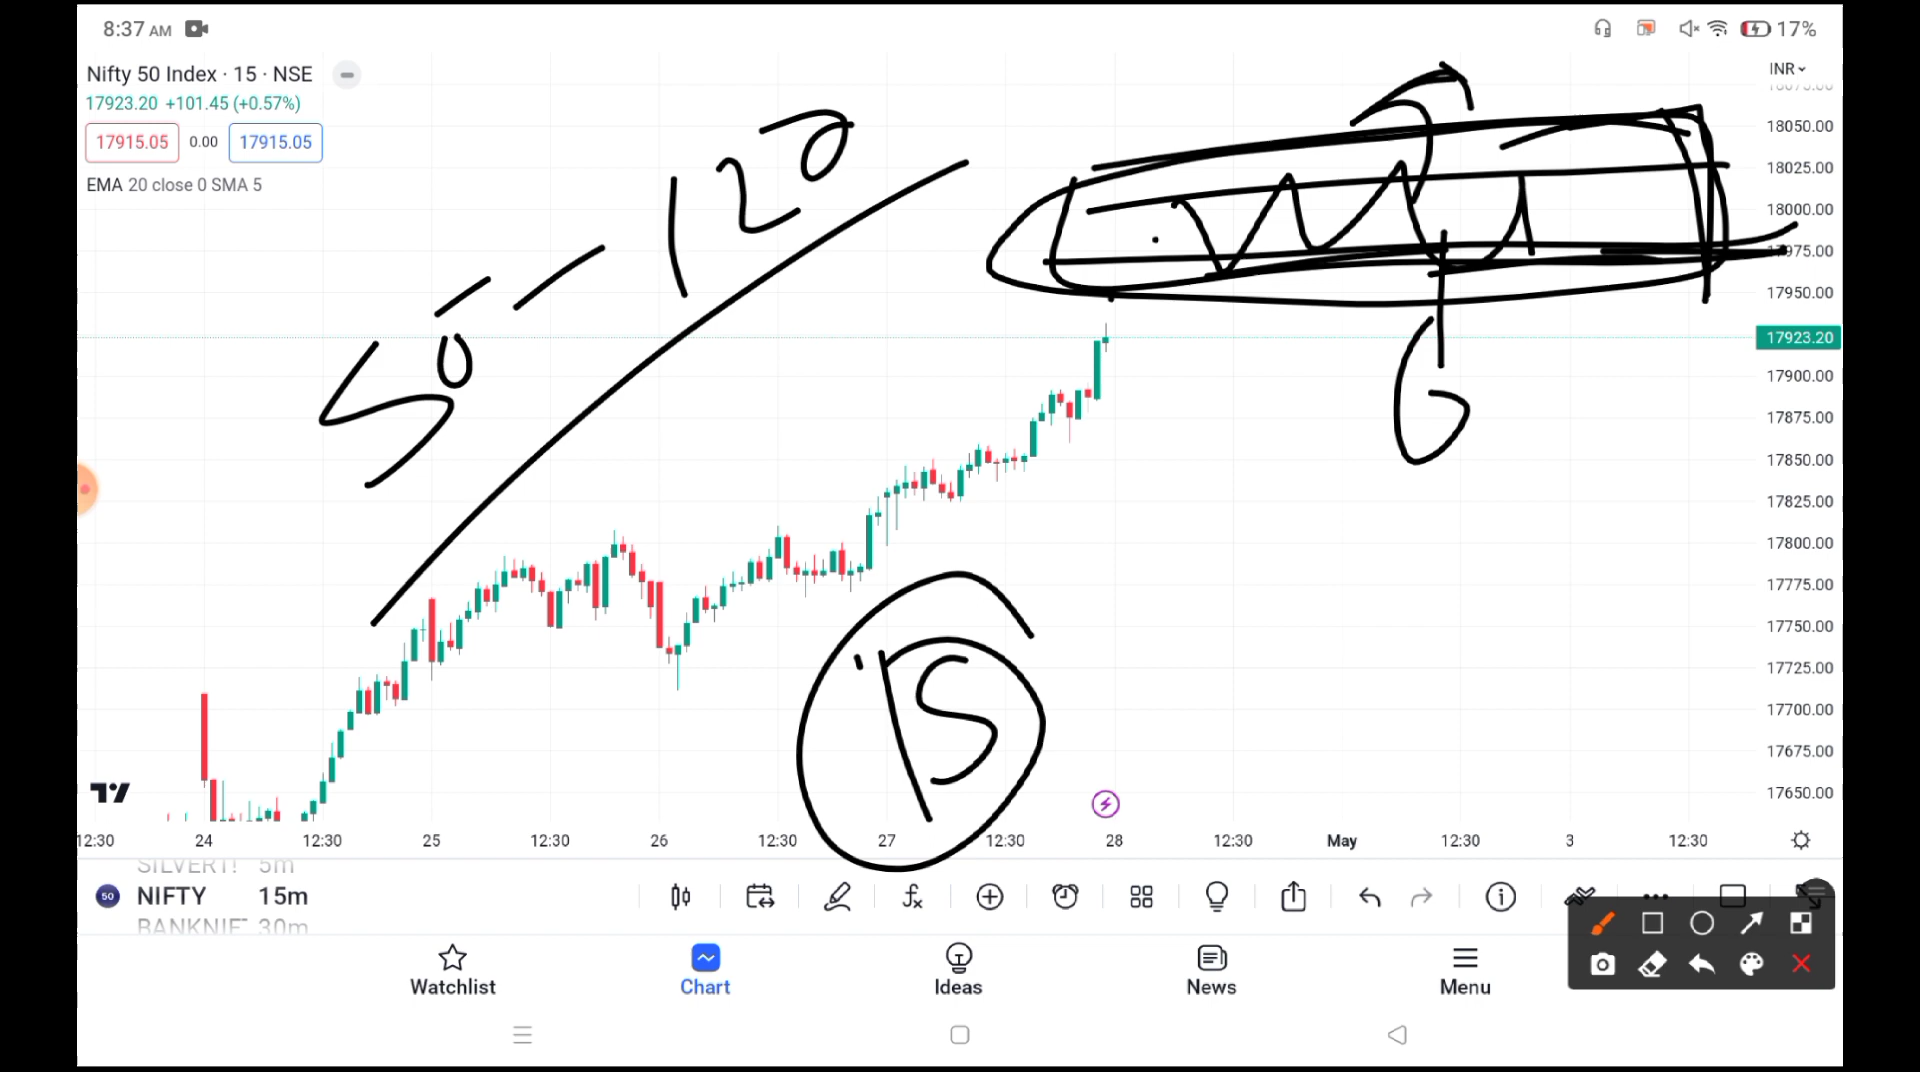 8:37 AM
17%
Nifty 50 Index · 15 · NSE
INR
17923.20 +101.45 (+0.57%)
17915.05 0.00 17915.05
EMA 20 close 0 SMA 5
50 - 120
15
6
18050.00
18025.00
18000.00
17975.00
17950.00
17923.20
17900.00
17875.00
17850.00
17825.00
17800.00
17775.00
17750.00
17725.00
17700.00
17675.00
17650.00
12:30 24 12:30 25 12:30 26 12:30 27 12:30 28 12:30 May 12:30 3 12:30
5m
50 NIFTY 15m
30m
Watchlist Chart Ideas News Menu